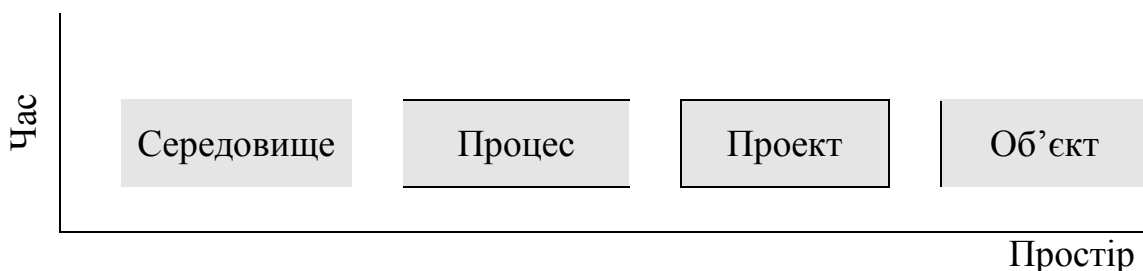 Час
Середовище
Процес
Проект
Об’єкт
Простір